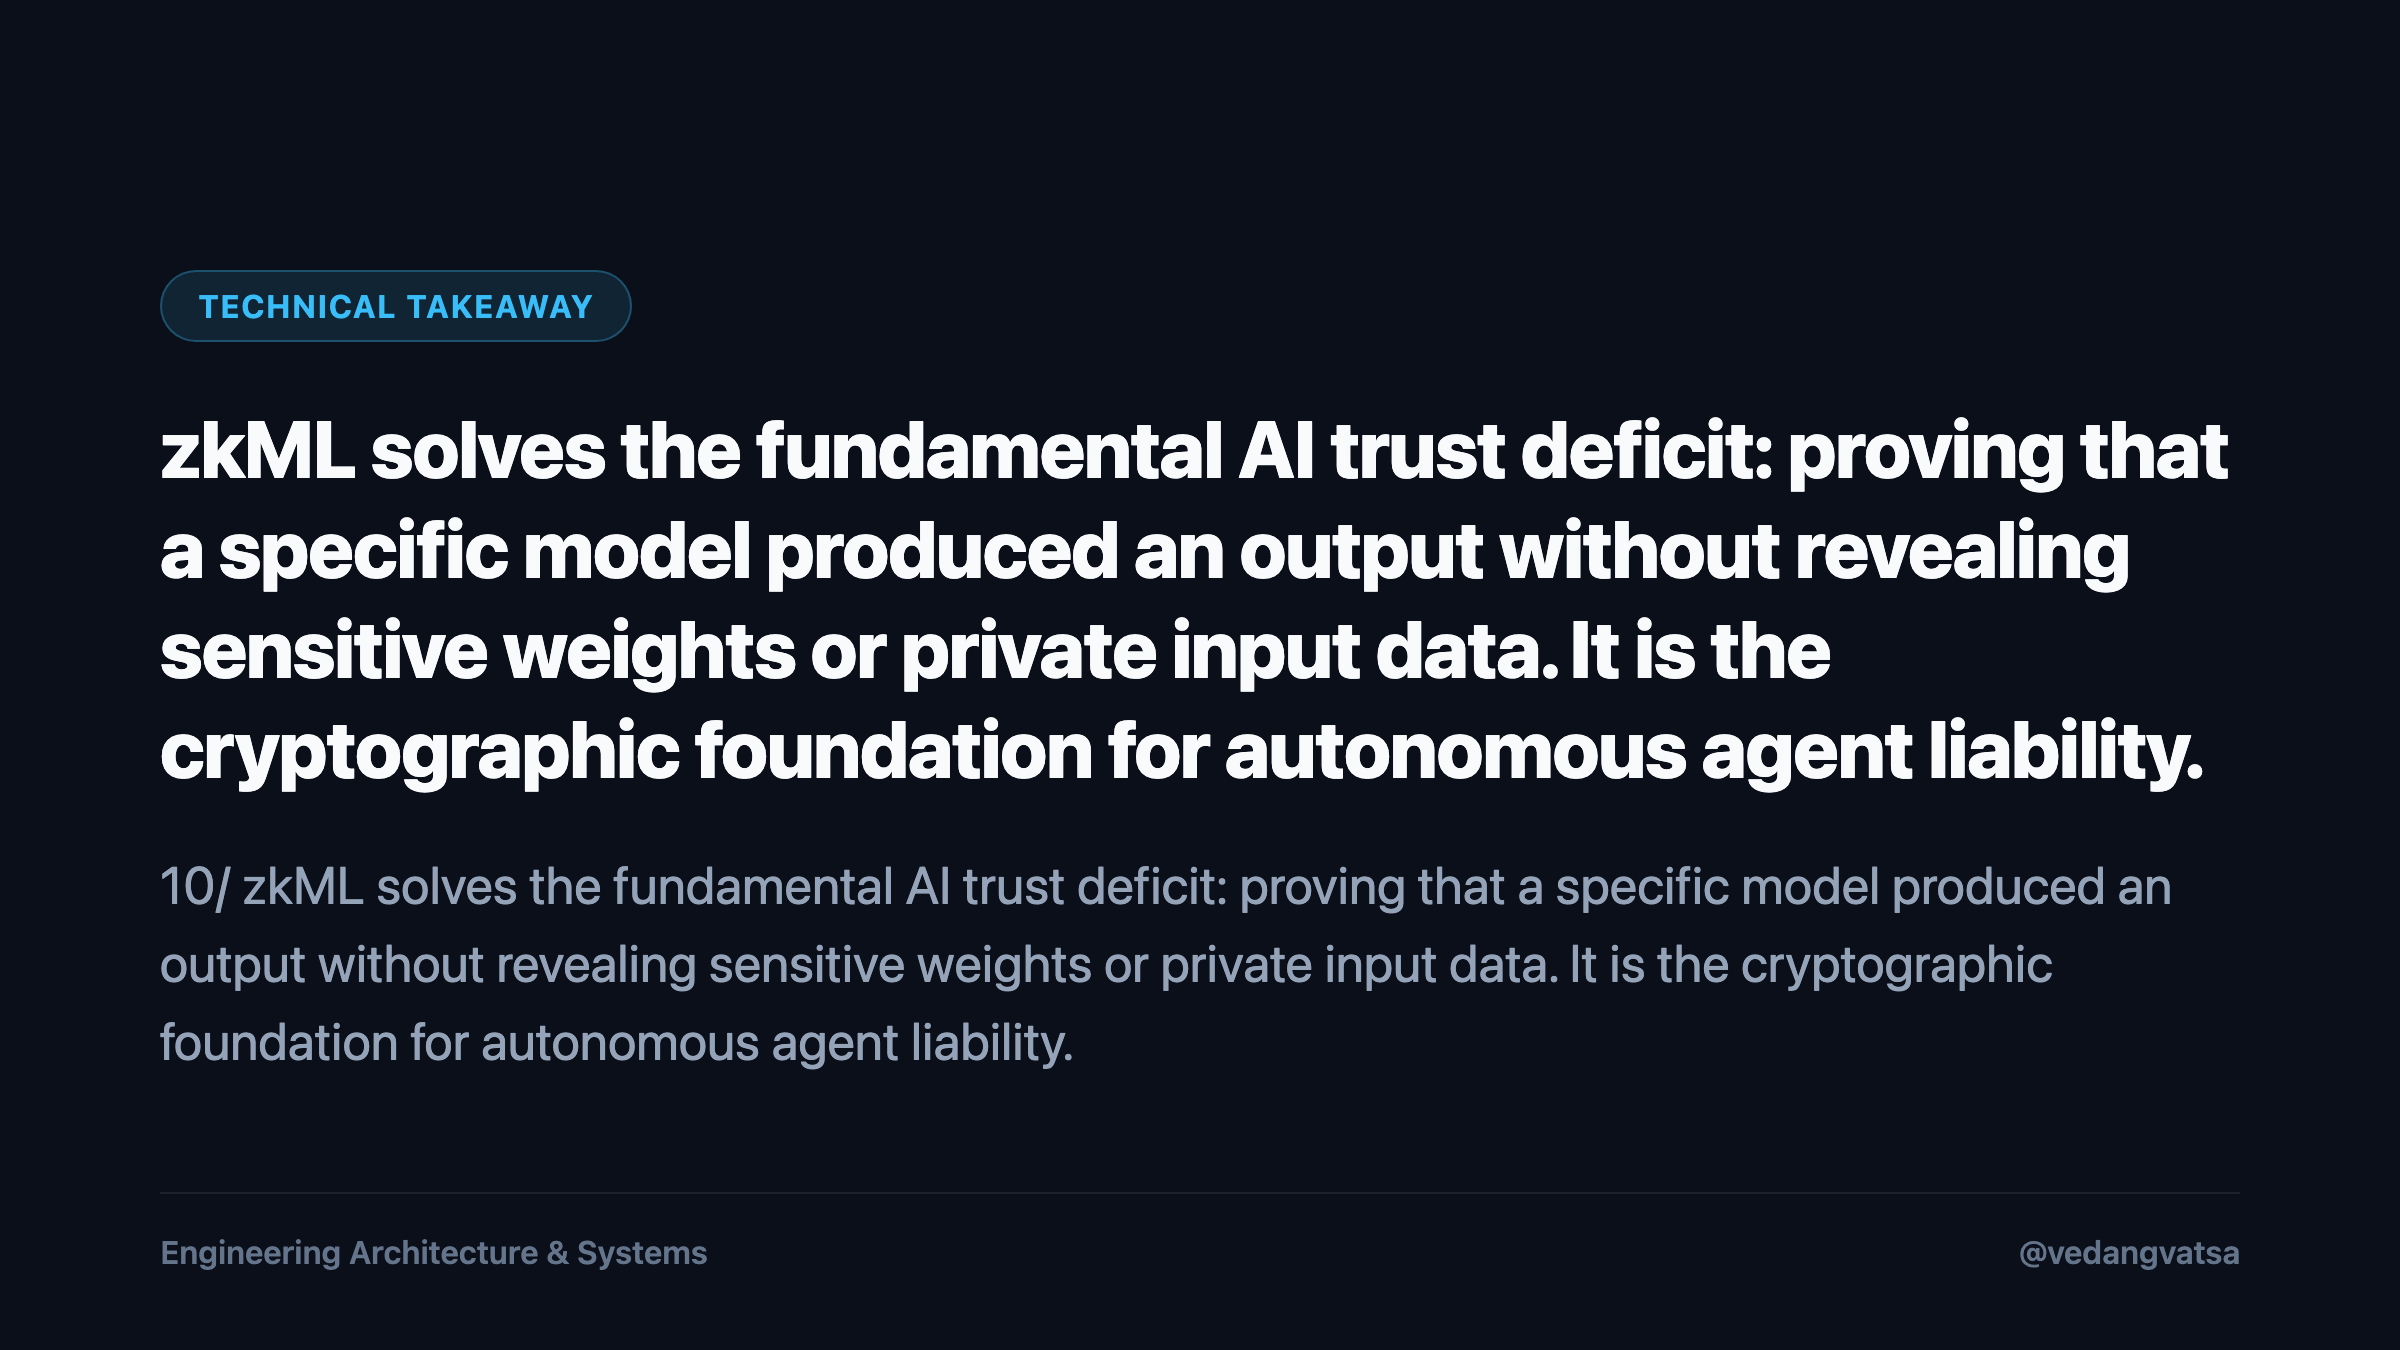 TECHNICAL TAKEAWAY
zkML solves the fundamental AI trust deficit: proving that
a specific model produced an output without revealing
sensitive weights or private input data. It is the
cryptographic foundation for autonomous agent liability.
10/ zkML solves the fundamental AI trust deficit: proving that a specific model produced an
output without revealing sensitive weights or private input data. It is the cryptographic
foundation for autonomous agent liability.
Engineering Architecture & Systems
@vedangvatsa